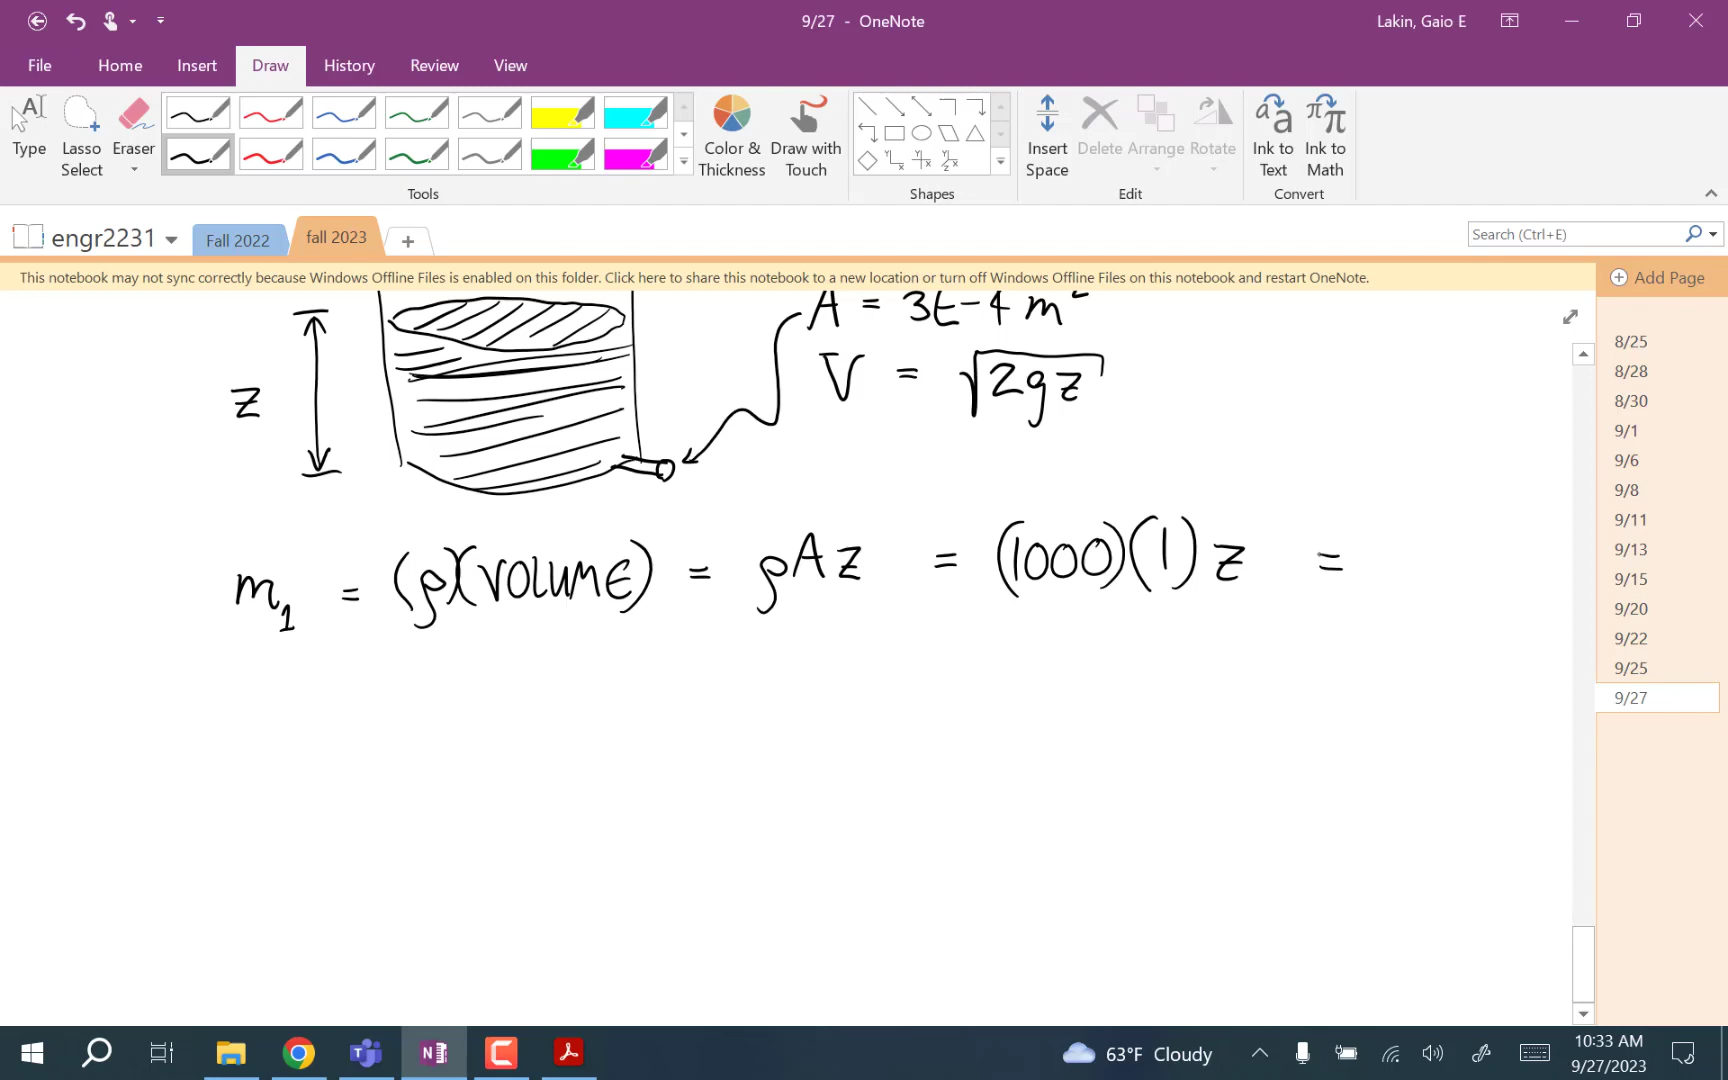 9/27 - OneNote
Lakin, Gaio E
File Home Insert Draw History Review View
Type
Lasso Select
Eraser
Color & Thickness
Draw with Touch
Insert Space
Delete
Arrange
Rotate
Ink to Text
Ink to Math
Tools
Shapes
Edit
Convert
engr2231
Fall 2022
fall 2023
Search (Ctrl+E)
This notebook may not sync correctly because Windows Offline Files is enabled on this folder. Click here to share this notebook to a new location or turn off Windows Offline Files on this notebook and restart OneNote.
Add Page
8/25
8/28
8/30
9/1
9/6
9/8
9/11
9/13
9/15
9/20
9/22
9/25
9/27
A = 3E-4 m²
V = √2gz
z
m₁ = (ρ)(VOLUME) = ρAz = (1000)(1)z =
63°F Cloudy
10:33 AM
9/27/2023